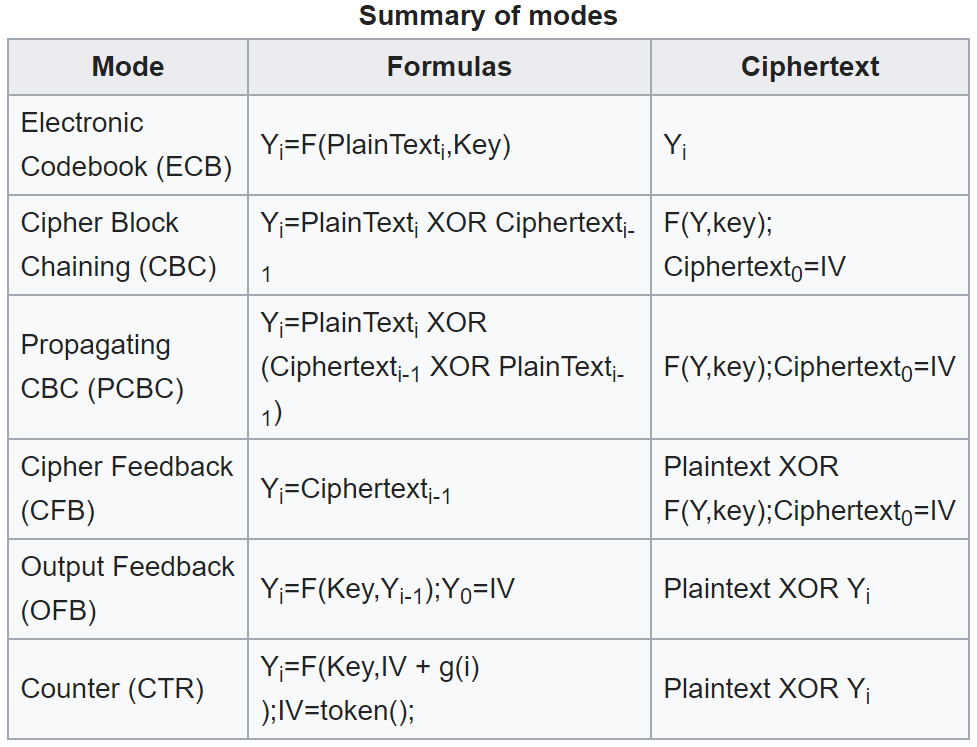 Summary of modes
Mode
Formulas
Ciphertext
Electronic
Codebook (ECB)
Yi=F(PlainTexti,Key)
Yi
Cipher Block
Chaining (CBC)
Yi=PlainTexti XOR Ciphertexti-
1
F(Y,key);
Ciphertext0=IV
Propagating
CBC (PCBC)
Yi=PlainTexti XOR
(Ciphertexti-1 XOR PlainTexti-
1)
F(Y,key);Ciphertext0=IV
Cipher Feedback
(CFB)
Yi=Ciphertexti-1
Plaintext XOR
F(Y,key);Ciphertext0=IV
Output Feedback
(OFB)
Yi=F(Key,Yi-1);Y0=IV
Plaintext XOR Yi
Counter (CTR)
Yi=F(Key,IV + g(i)
);IV=token();
Plaintext XOR Yi